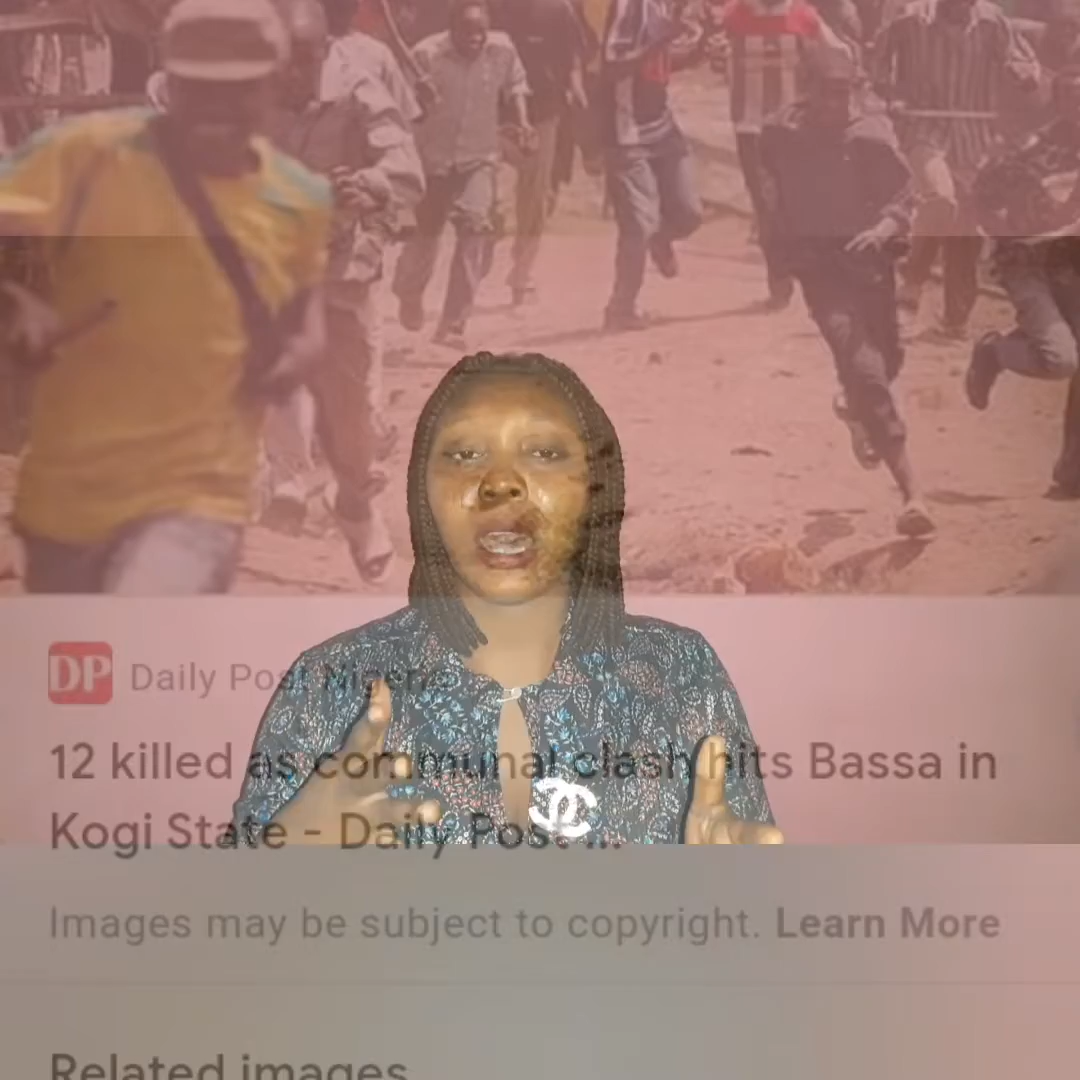 DP Daily Post Nigeria
12 killed as communal clash hits Bassa in
Kogi State - Daily Post ...
Images may be subject to copyright. Learn More
Related images